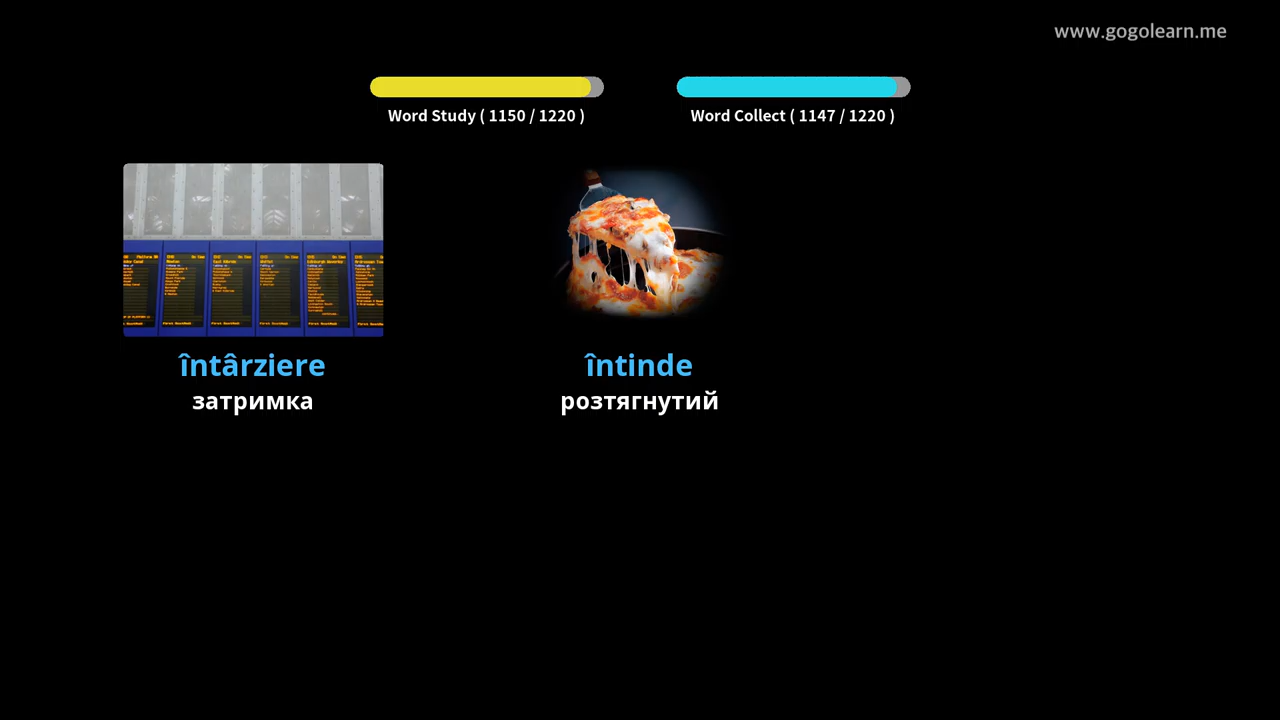 www.gogolearn.me
Word Study ( 1150 / 1220 )
Word Collect ( 1147 / 1220 )
întârziere
затримка
întinde
розтягнутий